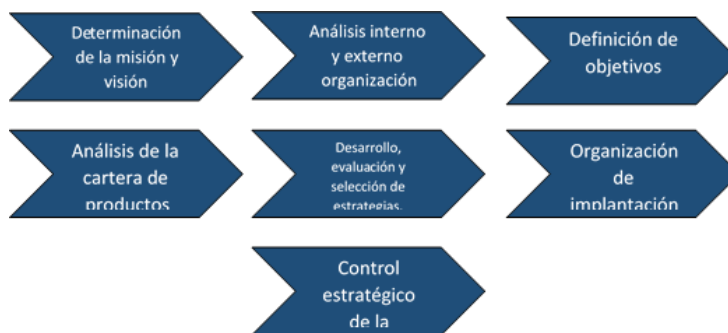 Determinación
de la misión y
visión
Análisis interno
y externo
organización
Definición de
objetivos
Análisis de la
cartera de
productos
Desarrollo,
evaluación y
selección de
estrategias.
Organización
de
implantación
Control
estratégico
de la